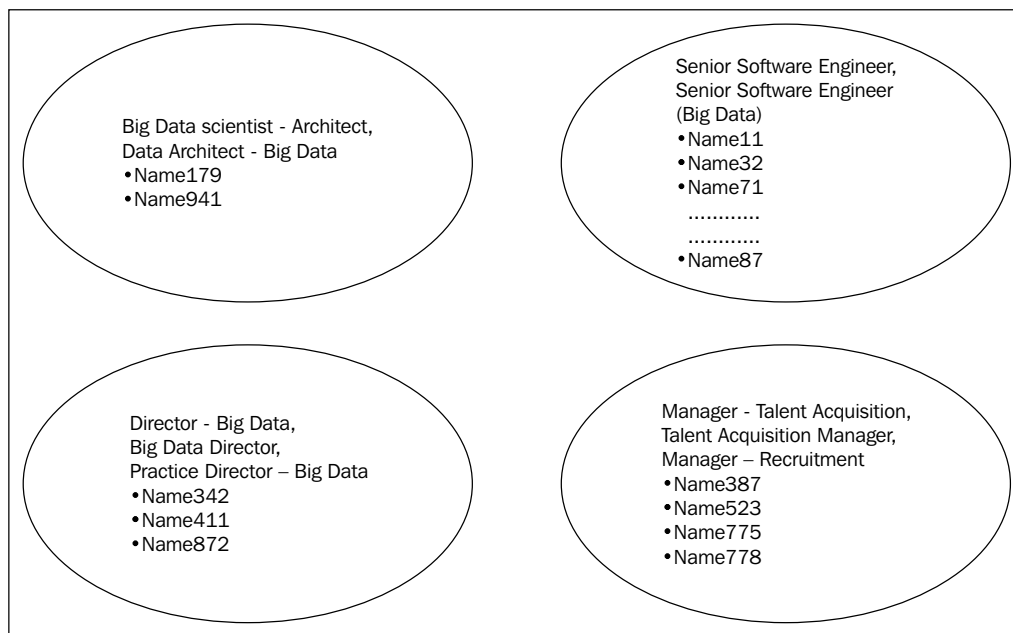 Big Data scientist - Architect,
Data Architect - Big Data
•Name179
•Name941
Senior Software Engineer,
Senior Software Engineer
(Big Data)
•Name11
•Name32
•Name71
............
............
•Name87
Director - Big Data,
Big Data Director,
Practice Director – Big Data
•Name342
•Name411
•Name872
Manager - Talent Acquisition,
Talent Acquisition Manager,
Manager – Recruitment
•Name387
•Name523
•Name775
•Name778